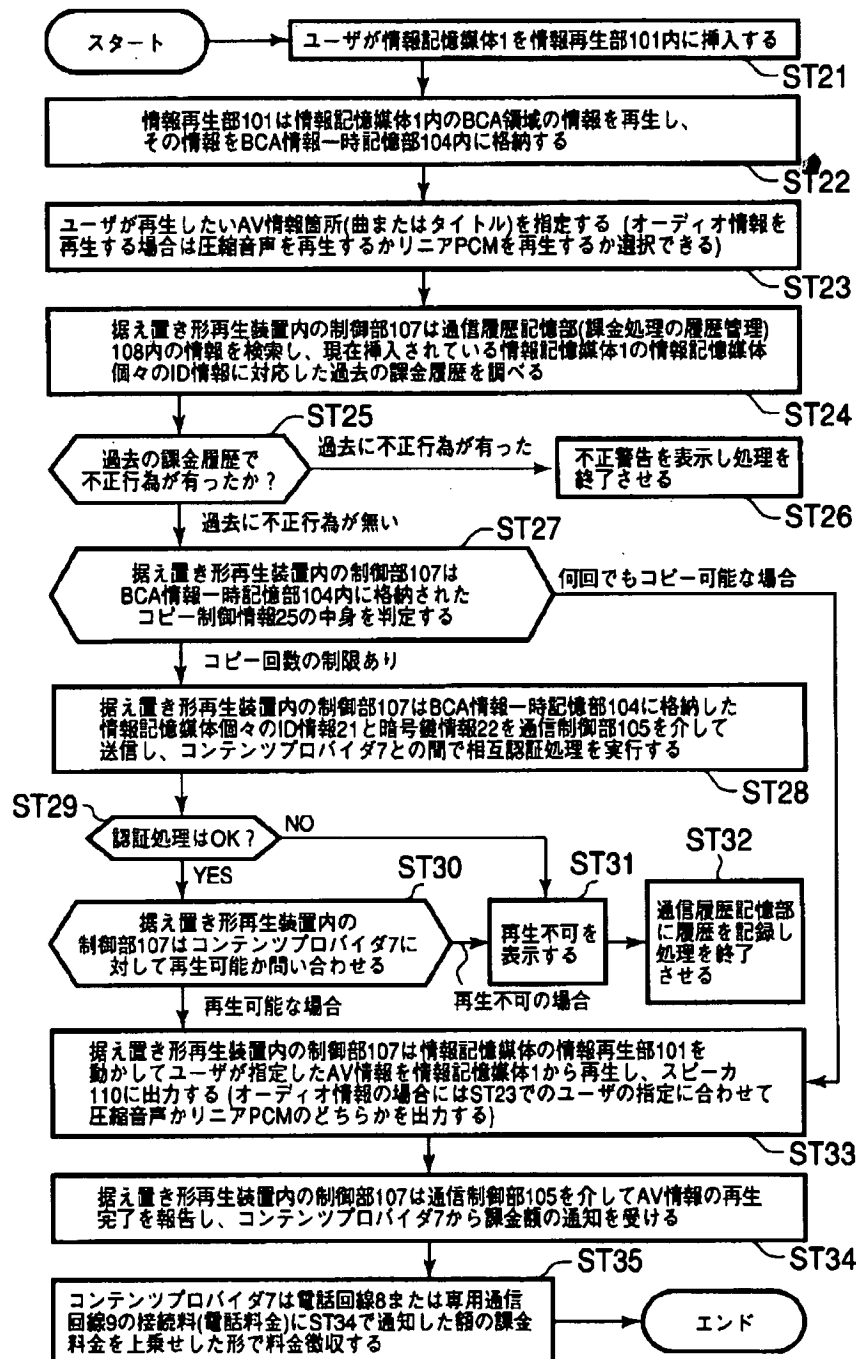 スタート
ユーザが情報記憶媒体1を情報再生部101内に挿入する
ST21
情報再生部101は情報記憶媒体1内のBCA領域の情報を再生し、
その情報をBCA情報一時記憶部104内に格納する
ST22
ユーザが再生したいAV情報箇所(曲またはタイトル)を指定する (オーディオ情報を
再生する場合は圧縮音声を再生するかリニアPCMを再生するか選択できる)
ST23
据え置き形再生装置内の制御部107は通信履歴記憶部(課金処理の履歴管理)
108内の情報を検索し、現在挿入されている情報記憶媒体1の情報記憶媒体
個々のID情報に対応した過去の課金履歴を調べる
ST24
ST25
過去の課金履歴で
不正行為が有ったか?
過去に不正行為が有った
不正警告を表示し処理を
終了させる
ST26
過去に不正行為が無い
ST27
据え置き形再生装置内の制御部107は
BCA情報一時記憶部104内に格納された
コピー制御情報25の中身を判定する
何回でもコピー可能な場合
コピー回数の制限あり
据え置き形再生装置内の制御部107はBCA情報一時記憶部104に格納した
情報記憶媒体個々のID情報21と暗号鍵情報22を通信制御部105を介して
送信し、コンテンツプロバイダ7との間で相互認証処理を実行する
ST28
ST29
認証処理はOK?
NO
YES
ST30
据え置き形再生装置内の
制御部107はコンテンツプロバイダ7に
対して再生可能か問い合わせる
ST31
再生不可を
表示する
ST32
通信履歴記憶部
に履歴を記録し
処理を終了
させる
再生可能な場合
再生不可の場合
据え置き形再生装置内の制御部107は情報記憶媒体の情報再生部101を
動かしてユーザが指定したAV情報を情報記憶媒体1から再生し、スピーカ
110に出力する (オーディオ情報の場合にはST23でのユーザの指定に合わせて
圧縮音声かリニアPCMのどちらかを出力する)
ST33
据え置き形再生装置内の制御部107は通信制御部105を介してAV情報の再生
完了を報告し、コンテンツプロバイダ7から課金額の通知を受ける
ST34
ST35
コンテンツプロバイダ7は電話回線8または専用通信
回線9の接続料(電話料金)にST34で通知した額の課金
料金を上乗せした形で料金徴収する
エンド